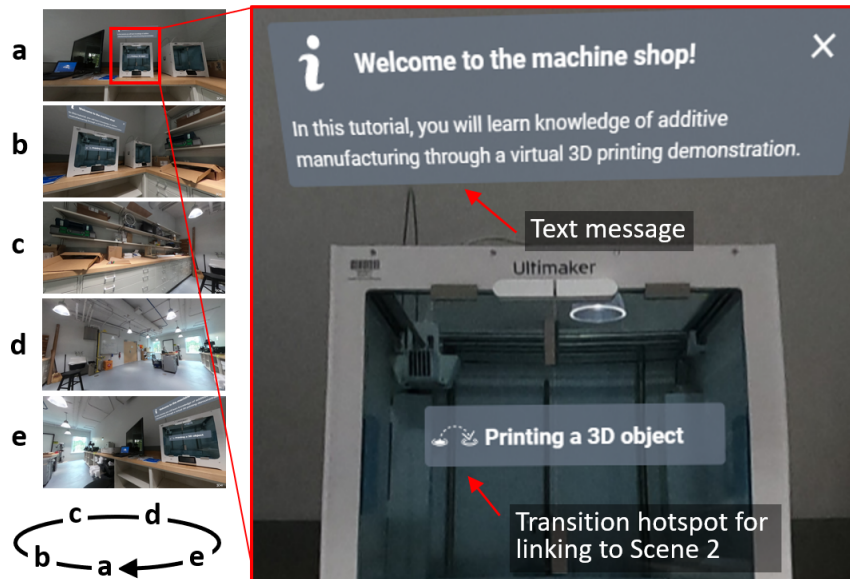 a
b
c
d
e
c d
b e
a
Welcome to the machine shop!
In this tutorial, you will learn knowledge of additive
manufacturing through a virtual 3D printing demonstration.
Text message
Ultimaker
Printing a 3D object
Transition hotspot for
linking to Scene 2